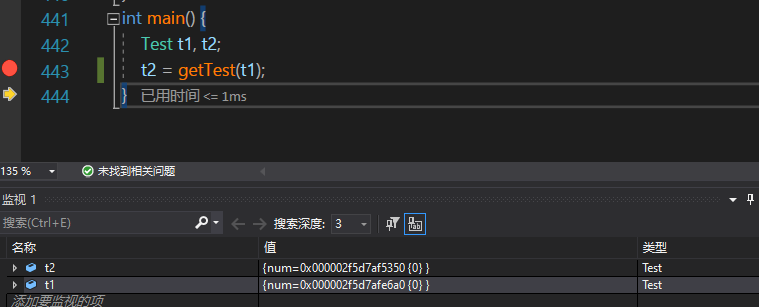 441 int main() {
442 Test t1, t2;
443 t2 = getTest(t1);
444 } 已用时间 <= 1ms
135 % 未找到相关问题
监视 1
搜索(Ctrl+E) 搜索深度: 3
名称 值 类型
t2 {num=0x000002f5d7af5350 {0} } Test
t1 {num=0x000002f5d7afe6a0 {0} } Test
添加要监视的项